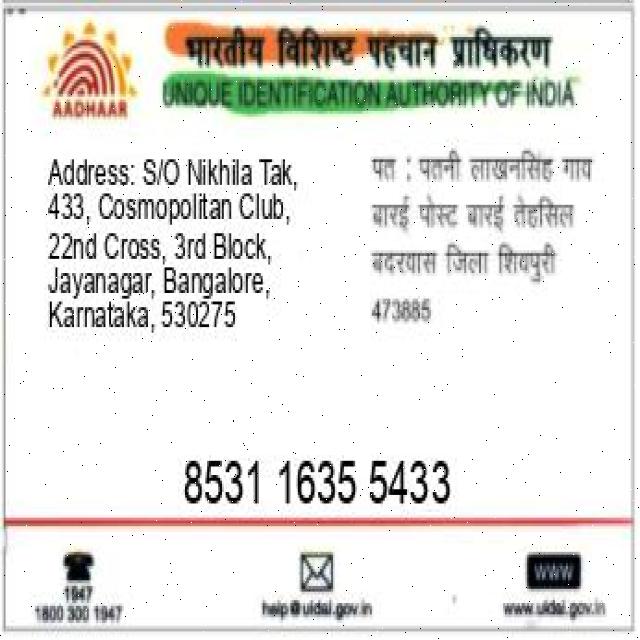 भारतीय विशिष्ट पहचान प्राधिकरण
AADHAAR
UNIQUE IDENTIFICATION AUTHORITY OF INDIA
Address: S/O Nikhila Tak,
433, Cosmopolitan Club,
22nd Cross, 3rd Block,
Jayanagar, Bangalore,
Karnataka, 530275
पत : पतनी लाखनसिंह गाव
बारई पोस्ट बारई तेहसिल
बदरवास जिला शिवपुरी
473885
8531 1635 5433
1947
1800 300 1947
help@uidai.gov.in
www
www.uidai.gov.in